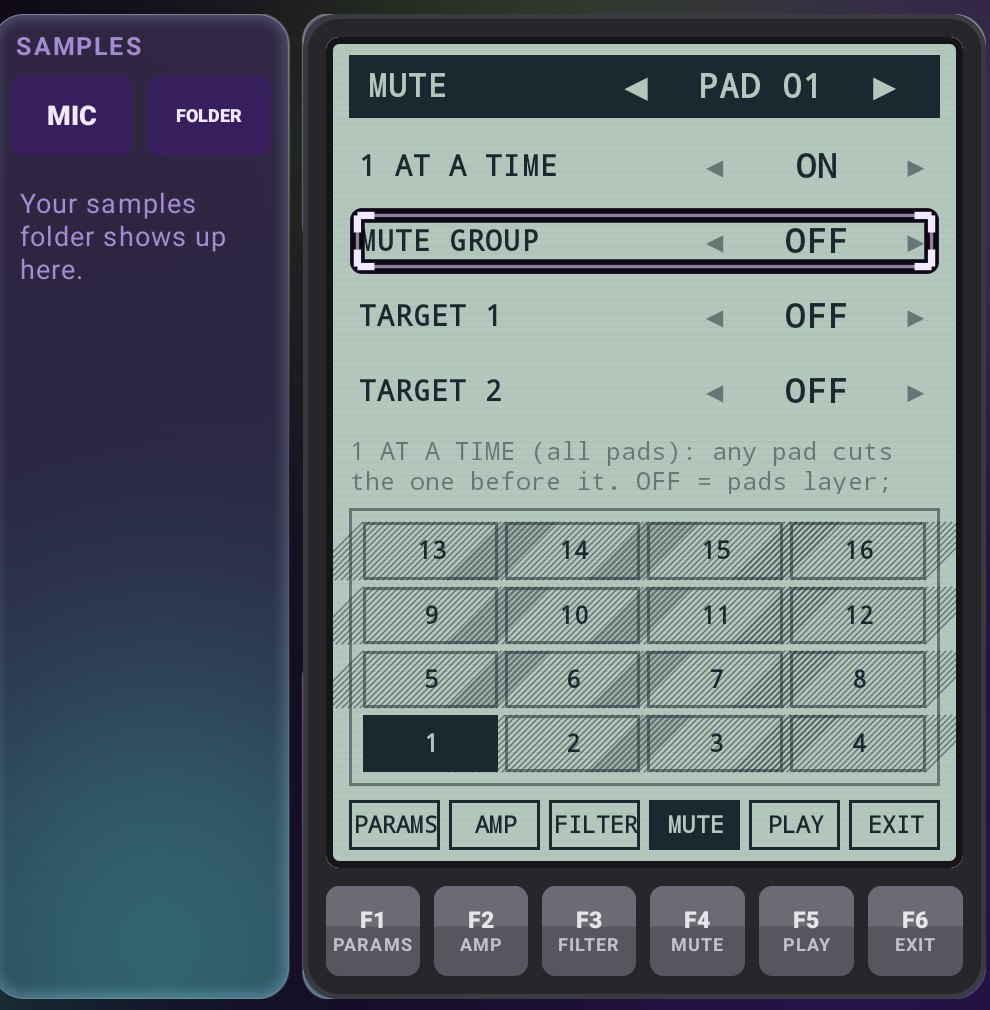 SAMPLES
MIC FOLDER
Your samples
folder shows up
here.
MUTE ◀ PAD 01 ▶
1 AT A TIME ◀ ON ▶
MUTE GROUP ◀ OFF ▶
TARGET 1 ◀ OFF ▶
TARGET 2 ◀ OFF ▶
1 AT A TIME (all pads): any pad cuts
the one before it. OFF = pads layer;
13 14 15 16
9 10 11 12
5 6 7 8
1 2 3 4
PARAMS AMP FILTER MUTE PLAY EXIT
F1 F2 F3 F4 F5 F6
PARAMS AMP FILTER MUTE PLAY EXIT